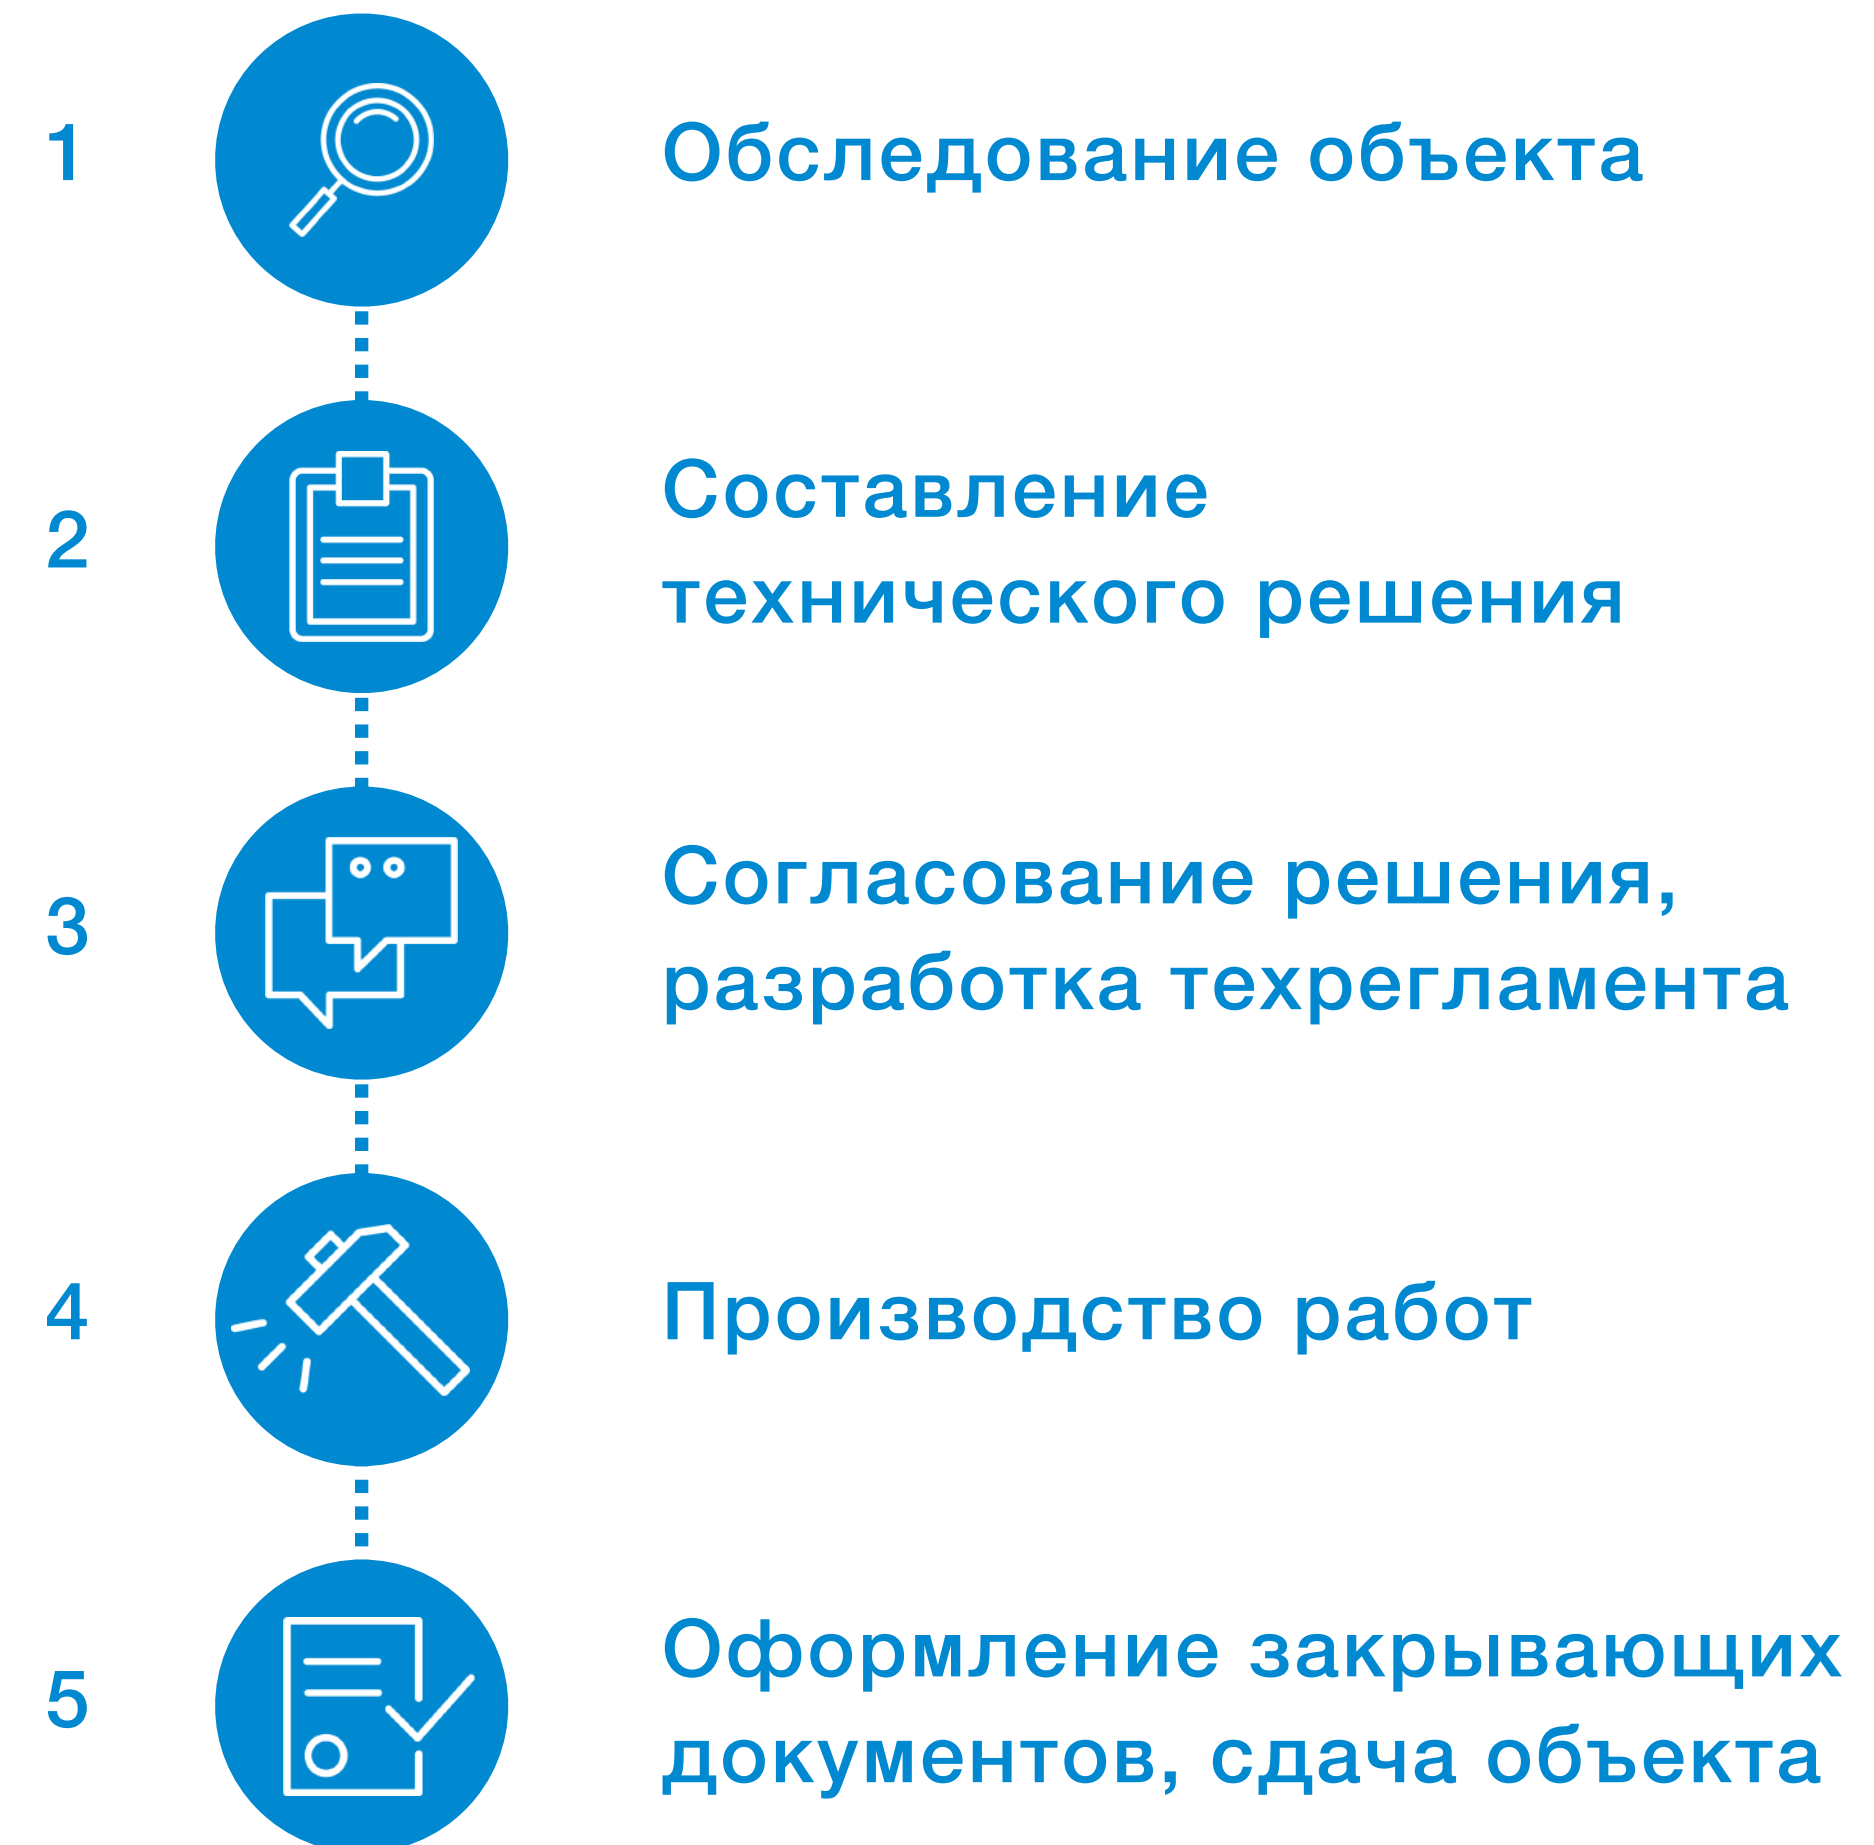 1
Обследование объекта
2
Составление
технического решения
3
Согласование решения,
разработка техрегламента
4
Производство работ
5
Оформление закрывающих
документов, сдача объекта